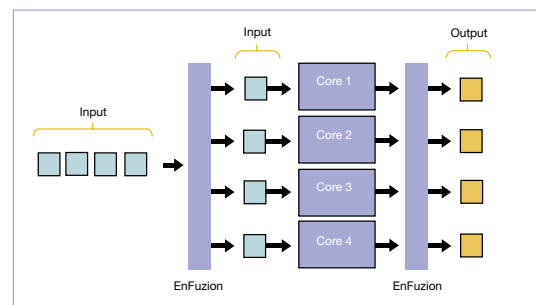 Input
Output
Input
Core 1
Core 2
Core 3
Core 4
EnFuzion
EnFuzion